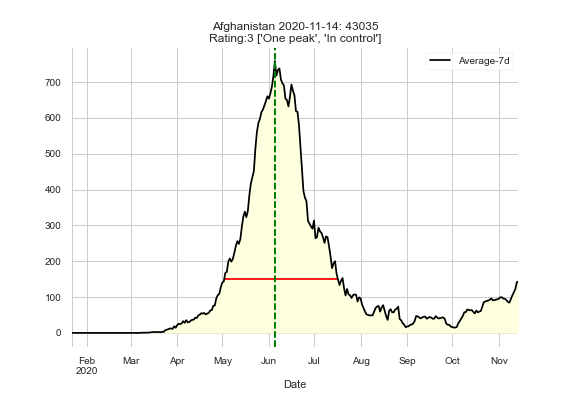 Afghanistan 2020-11-14: 43035
Rating:3 ['One peak', 'In control']
Average-7d
700
600
500
400
300
200
100
0
Feb Mar Apr May Jun Jul Aug Sep Oct Nov
2020
Date